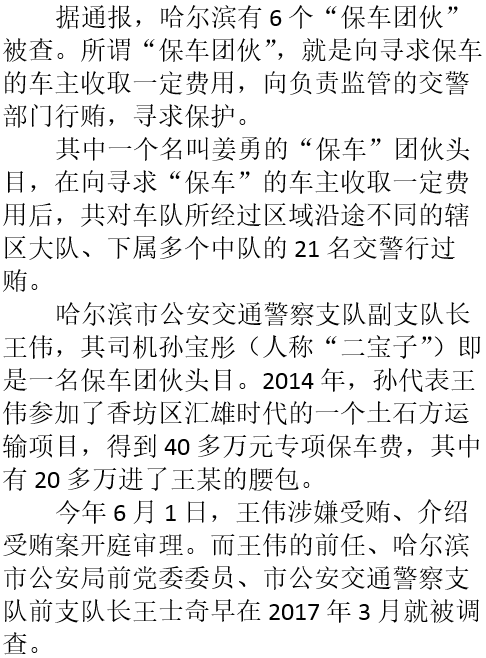 据通报，哈尔滨有 6 个“保车团伙”
被查。所谓“保车团伙”，就是向寻求保车
的车主收取一定费用，向负责监管的交警
部门行贿，寻求保护。
其中一个名叫姜勇的“保车”团伙头
目，在向寻求“保车”的车主收取一定费
用后，共对车队所经过区域沿途不同的辖
区大队、下属多个中队的 21 名交警行过
贿。
哈尔滨市公安交通警察支队副支队长
王伟，其司机孙宝彤（人称“二宝子”）即
是一名保车团伙头目。2014 年，孙代表王
伟参加了香坊区汇雄时代的一个土石方运
输项目，得到 40 多万元专项保车费，其中
有 20 多万进了王某的腰包。
今年 6 月 1 日，王伟涉嫌受贿、介绍
受贿案开庭审理。而王伟的前任、哈尔滨
市公安局前党委委员、市公安交通警察支
队前支队长王士奇早在 2017 年 3 月就被调
查。